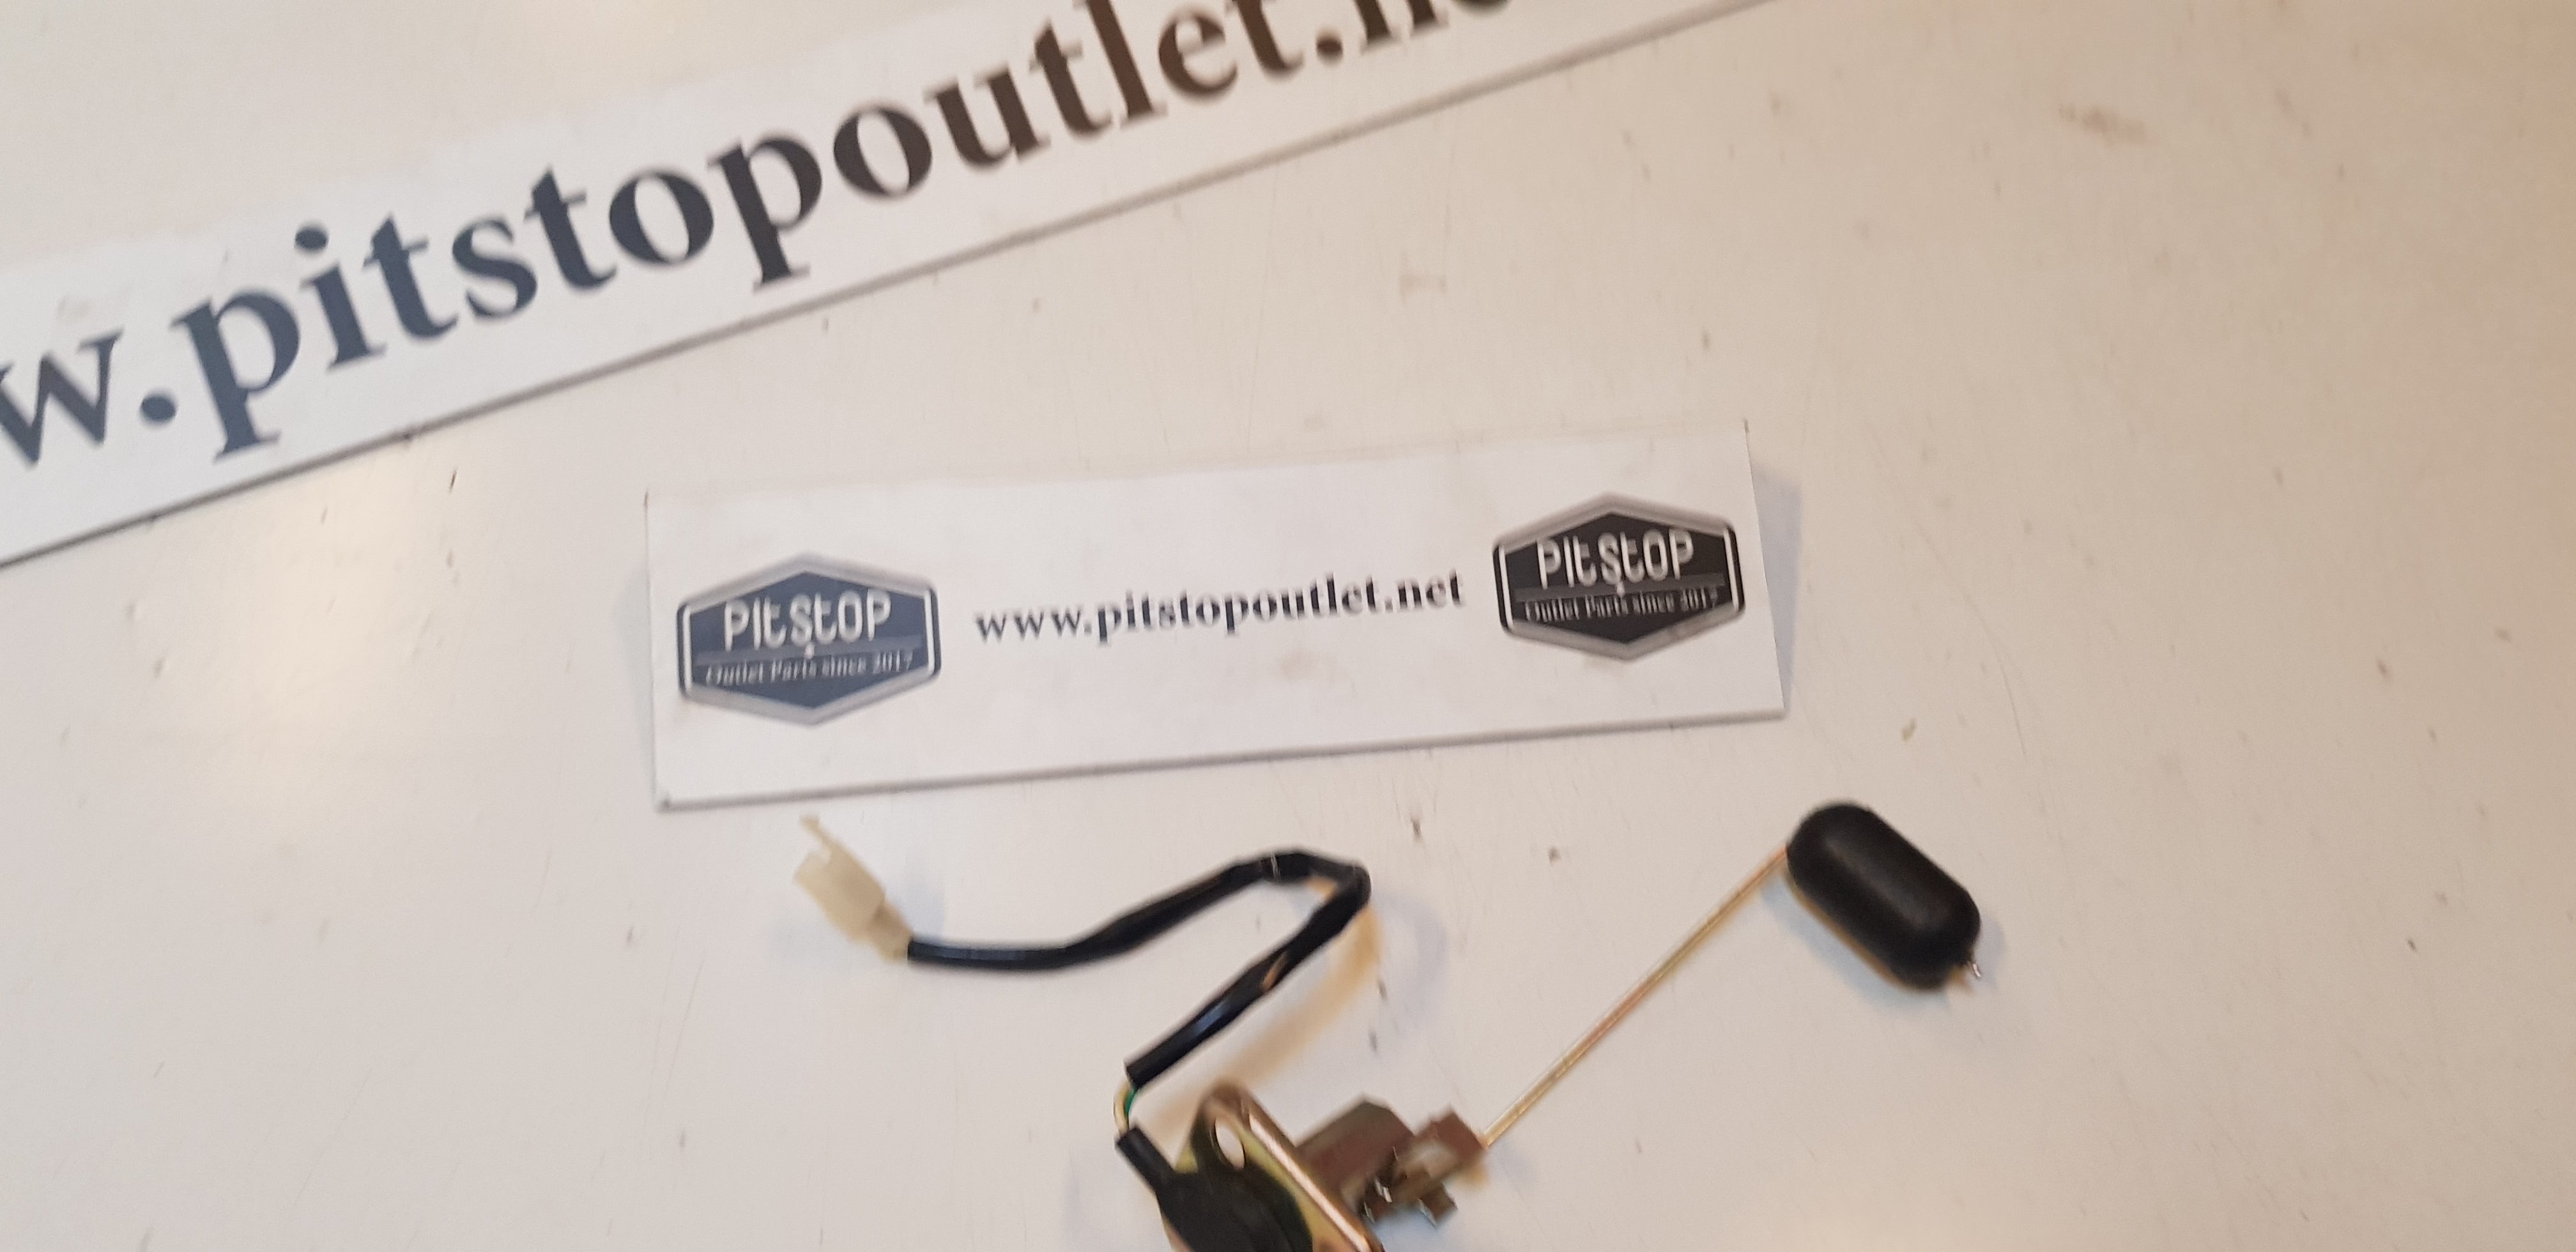 w.pitstopoutlet.ne
PITSTOP
Outlet Parts since 2017
www.pitstopoutlet.net
PITSTOP
Outlet Parts since 2017